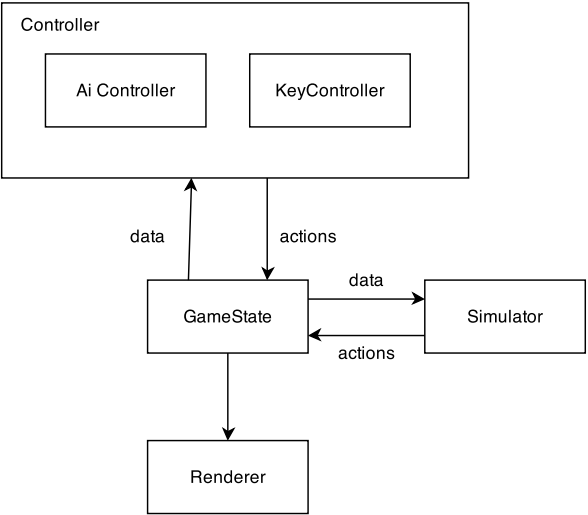 Controller
Ai Controller
KeyController
data
actions
GameState
data
Simulator
actions
Renderer